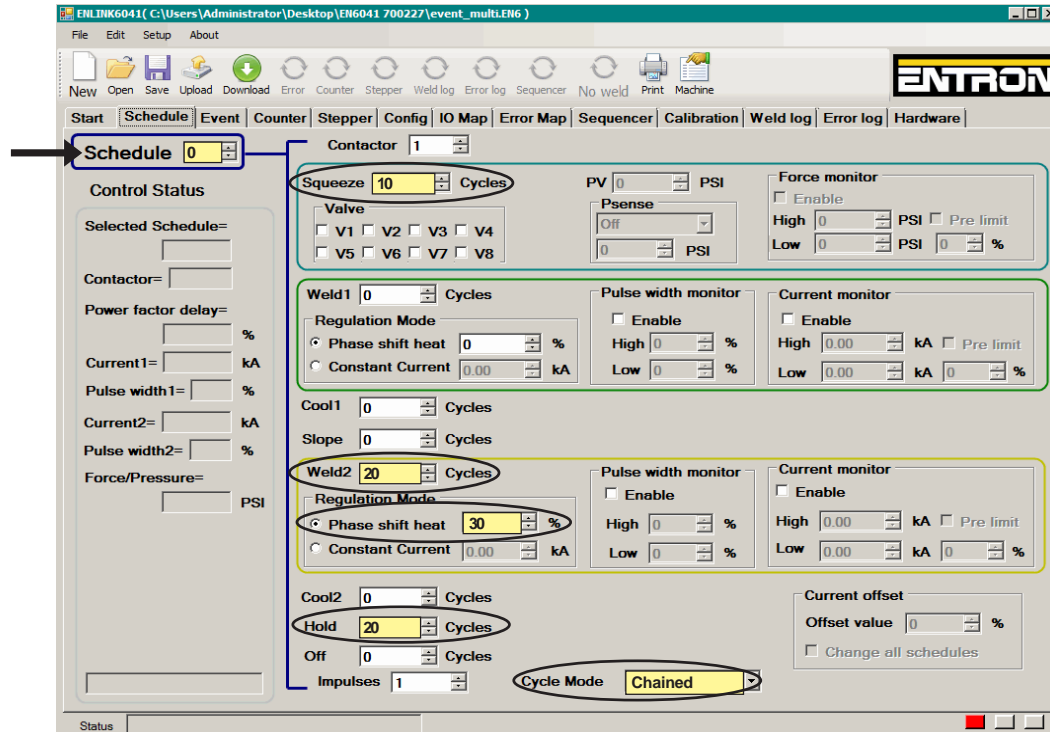 ENLINK6041( C:\Users\Administrator\Desktop\EN6041 700227\event_multi.EN6 )
File Edit Setup About
New Open Save Upload Download Error Counter Stepper Weld log Error log Sequencer No weld Print Machine
ENTRON
Start Schedule Event Counter Stepper Config IO Map Error Map Sequencer Calibration Weld log Error log Hardware
Schedule 0
Control Status
Selected Schedule=
Contactor=
Power factor delay=
%
Current1= kA
Pulse width1= %
Current2= kA
Pulse width2= %
Force/Pressure=
PSI
Contactor 1
Squeeze 10 Cycles
Valve
V1 V2 V3 V4
V5 V6 V7 V8
PV 0 PSI
Psense
Off
0 PSI
Force monitor
Enable
High 0 PSI Pre limit
Low 0 PSI 0 %
Weld1 0 Cycles
Regulation Mode
Phase shift heat 0 %
Constant Current 0.00 kA
Pulse width monitor
Enable
High 0 %
Low 0 %
Current monitor
Enable
High 0.00 kA Pre limit
Low 0.00 kA 0 %
Cool1 0 Cycles
Slope 0 Cycles
Weld2 20 Cycles
Regulation Mode
Phase shift heat 30 %
Constant Current 0.00 kA
Pulse width monitor
Enable
High 0 %
Low 0 %
Current monitor
Enable
High 0.00 kA Pre limit
Low 0.00 kA 0 %
Cool2 0 Cycles
Hold 20 Cycles
Off 0 Cycles
Impulses 1
Cycle Mode Chained
Current offset
Offset value 0 %
Change all schedules
Status